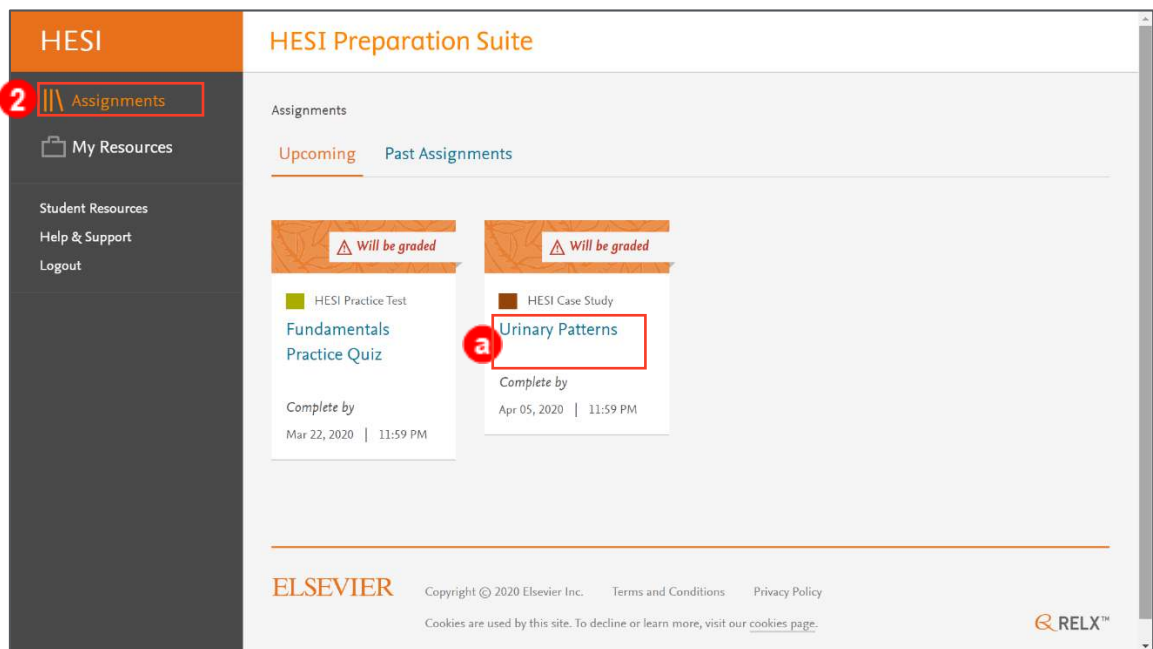 HESI
HESI Preparation Suite
2
Assignments
My Resources
Student Resources
Help & Support
Logout
Assignments
Upcoming Past Assignments
Will be graded
HESI Practice Test
Fundamentals
Practice Quiz
Complete by
Mar 22, 2020 | 11:59 PM
Will be graded
HESI Case Study
a
Urinary Patterns
Complete by
Apr 05, 2020 | 11:59 PM
ELSEVIER
Copyright © 2020 Elsevier Inc. Terms and Conditions Privacy Policy
Cookies are used by this site. To decline or learn more, visit our cookies page.
RELX™